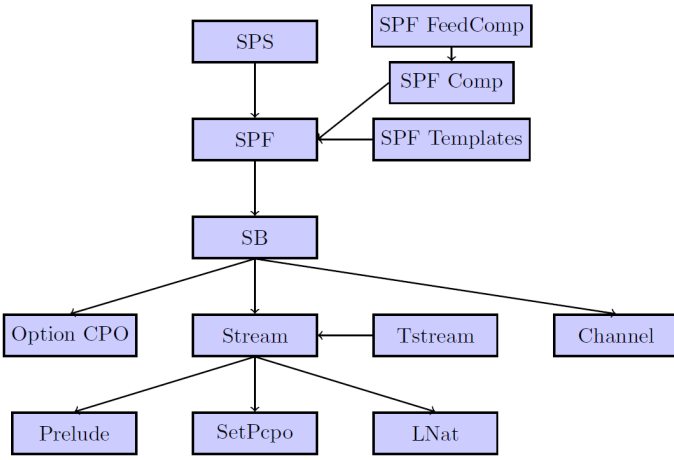 SPF FeedComp
SPS
SPF Comp
SPF
SPF Templates
SB
Option CPO
Stream
Tstream
Channel
Prelude
SetPcpo
LNat